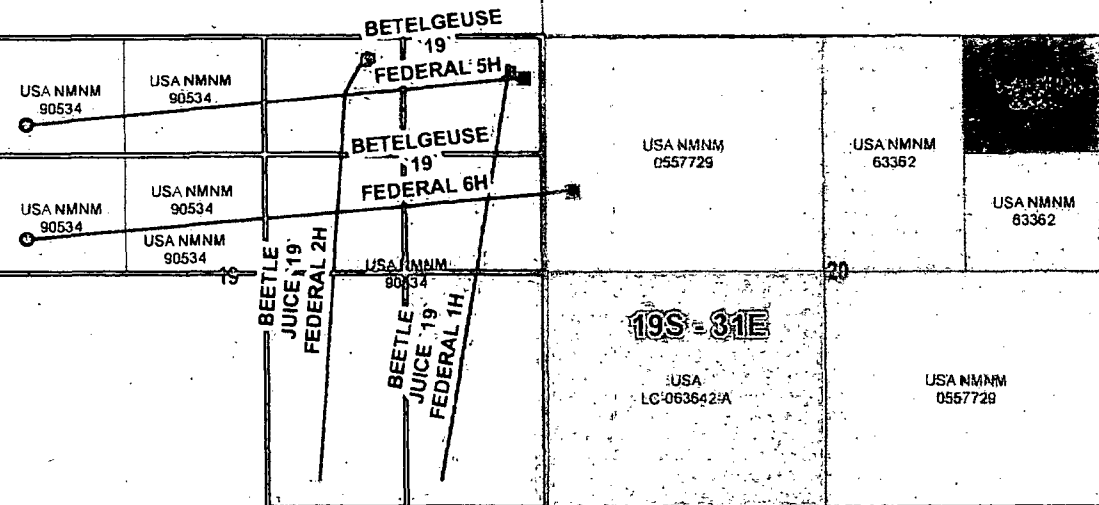 BETELGEUSE
'19'
FEDERAL 5H
USA NMNM
90534
USA NMNM
90534
BETELGEUSE
'19'
FEDERAL 6H
USA NMNM
0557729
USA NMNM
63362
USA NMNM
63362
USA NMNM
90534
USA NMNM
90534
USA NMNM
90534
19
USA NMNM
90534
20
BEETLE
JUICE '19'
FEDERAL 2H
BEETLE
JUICE '19'
FEDERAL 1H
19S - 31E
USA
LC-063642-A
USA NMNM
0557729